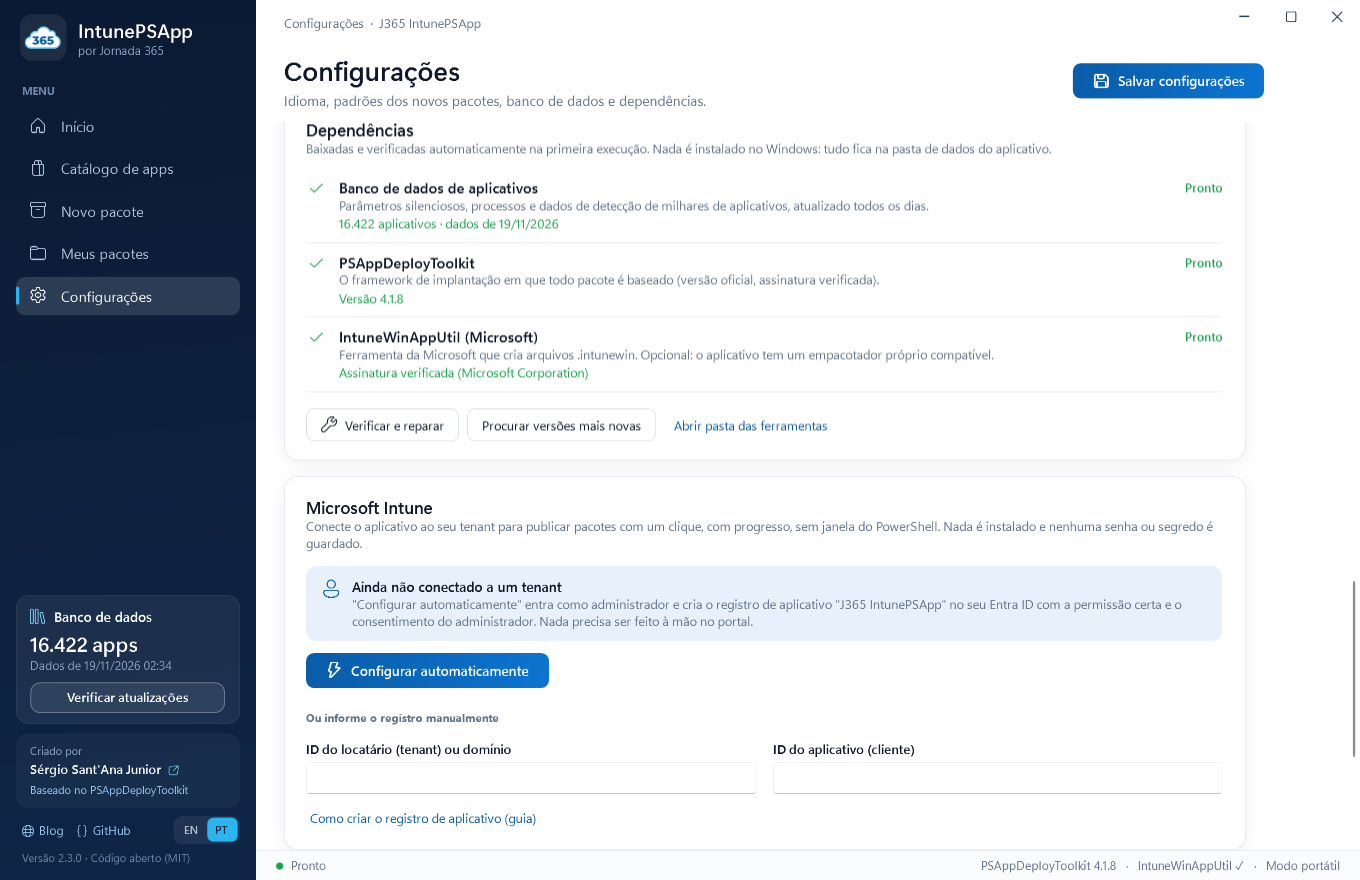 365
IntunePSApp
por Jornada 365
MENU
Início
Catálogo de apps
Novo pacote
Meus pacotes
Configurações
Banco de dados
16.422 apps
Dados de 19/11/2026 02:34
Verificar atualizações
Criado por
Sérgio Sant'Ana Junior
Baseado no PSAppDeployToolkit
Blog
{ } GitHub
EN
PT
Versão 2.3.0 · Código aberto (MIT)
Configurações · J365 IntunePSApp
Configurações
Idioma, padrões dos novos pacotes, banco de dados e dependências.
Salvar configurações
Dependências
Baixadas e verificadas automaticamente na primeira execução. Nada é instalado no Windows: tudo fica na pasta de dados do aplicativo.
Banco de dados de aplicativos
Pronto
Parâmetros silenciosos, processos e dados de detecção de milhares de aplicativos, atualizado todos os dias.
16.422 aplicativos · dados de 19/11/2026
PSAppDeployToolkit
Pronto
O framework de implantação em que todo pacote é baseado (versão oficial, assinatura verificada).
Versão 4.1.8
IntuneWinAppUtil (Microsoft)
Pronto
Ferramenta da Microsoft que cria arquivos .intunewin. Opcional: o aplicativo tem um empacotador próprio compatível.
Assinatura verificada (Microsoft Corporation)
Verificar e reparar
Procurar versões mais novas
Abrir pasta das ferramentas
Microsoft Intune
Conecte o aplicativo ao seu tenant para publicar pacotes com um clique, com progresso, sem janela do PowerShell. Nada é instalado e nenhuma senha ou segredo é
guardado.
Ainda não conectado a um tenant
"Configurar automaticamente" entra como administrador e cria o registro de aplicativo "J365 IntunePSApp" no seu Entra ID com a permissão certa e o
consentimento do administrador. Nada precisa ser feito à mão no portal.
Configurar automaticamente
Ou informe o registro manualmente
ID do locatário (tenant) ou domínio
ID do aplicativo (cliente)
Como criar o registro de aplicativo (guia)
Pronto
PSAppDeployToolkit 4.1.8 · IntuneWinAppUtil ✓ · Modo portátil